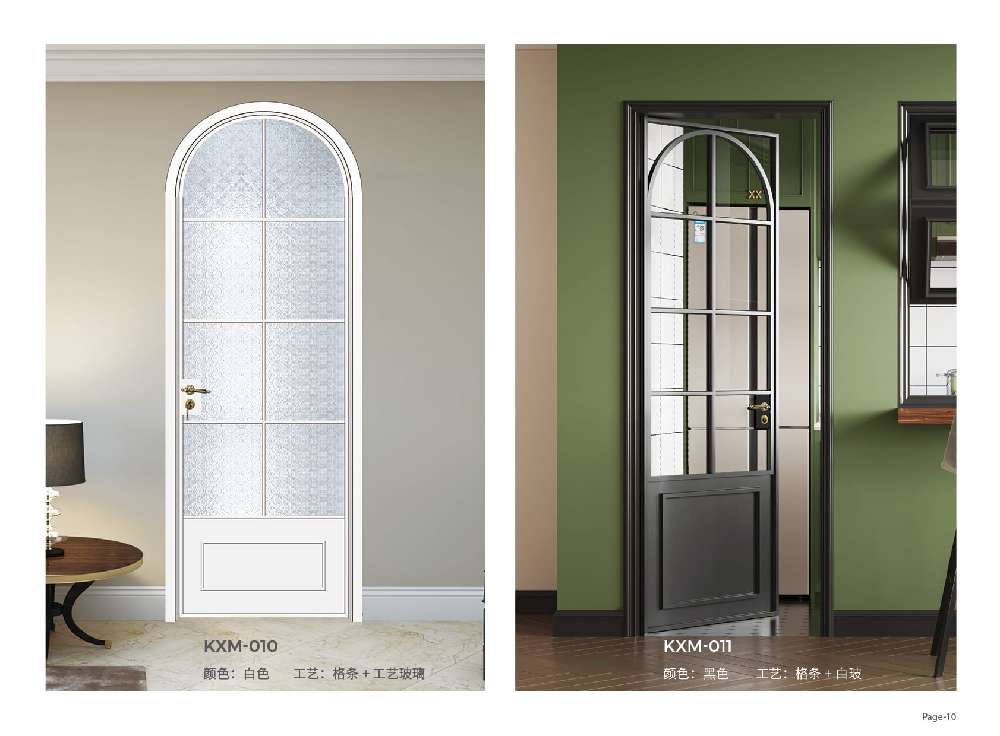 KXM-010
颜色：白色 工艺：格条 + 工艺玻璃
XX
KXM-011
颜色：黑色 工艺：格条 + 白玻
Page-10